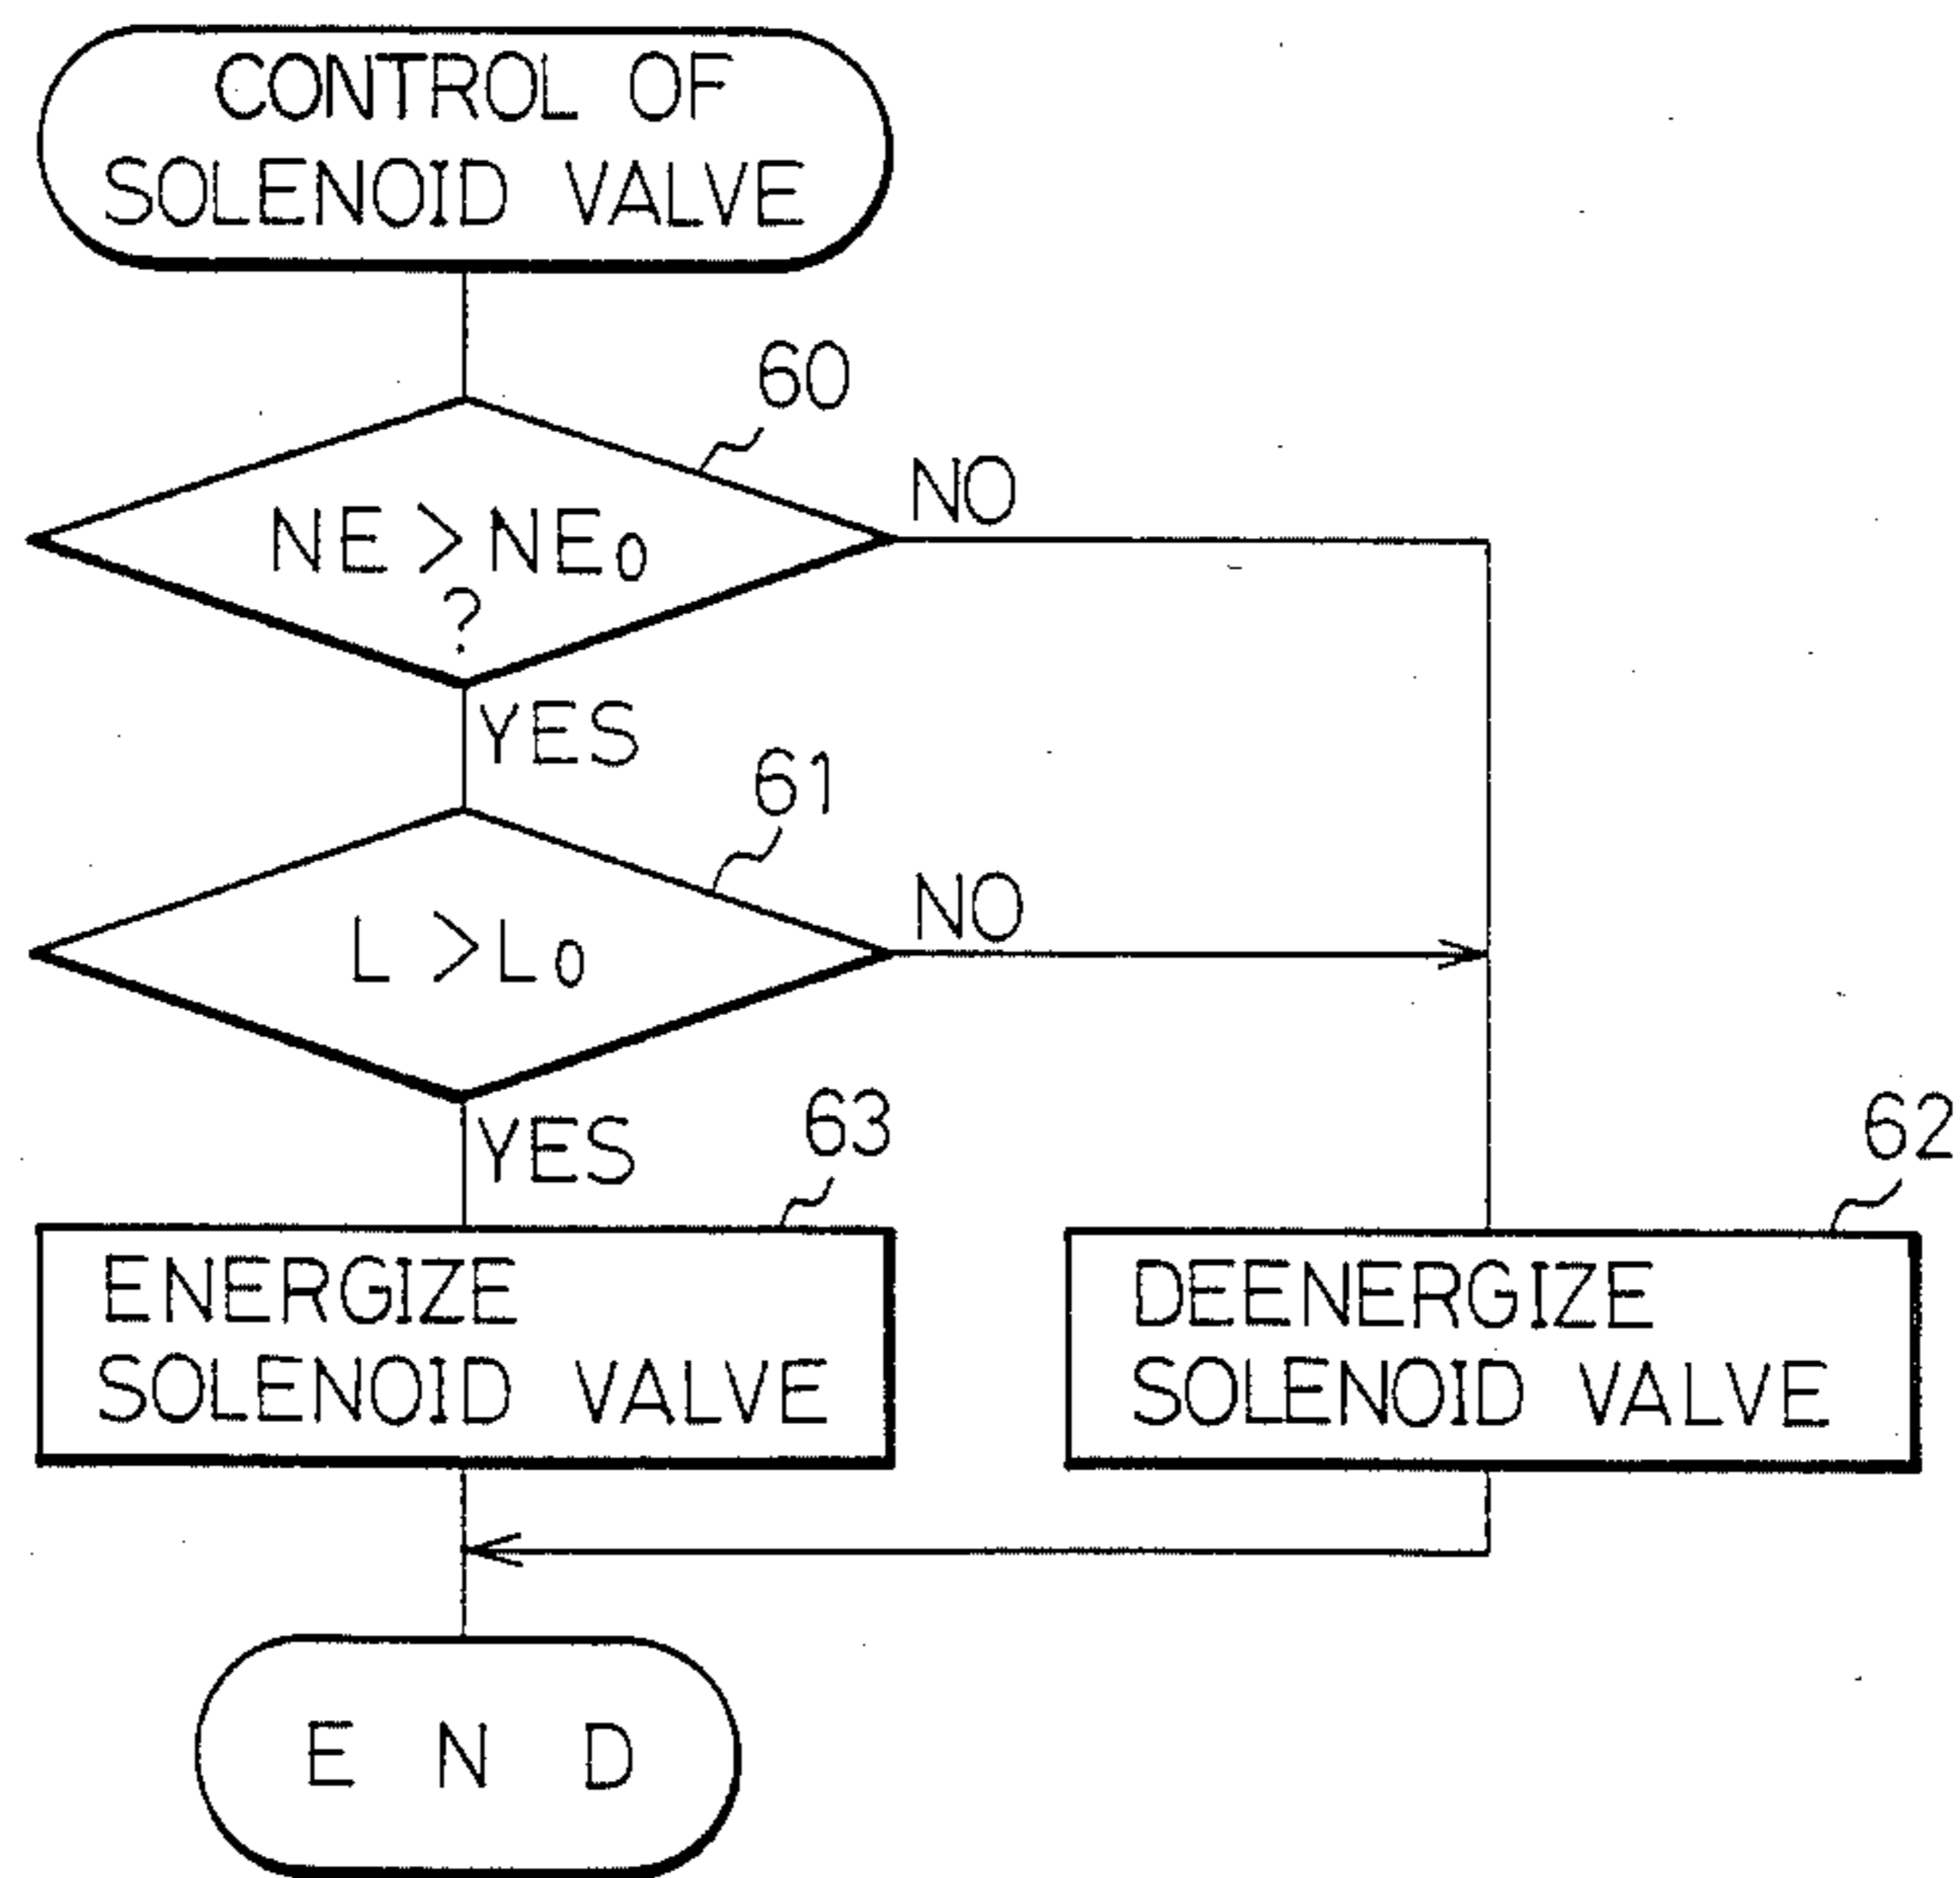 CONTROL OF
SOLENOID VALVE
60
NE > NE₀
?
NO
YES
61
L > L₀
NO
YES
63
62
ENERGIZE
SOLENOID VALVE
DEENERGIZE
SOLENOID VALVE
END